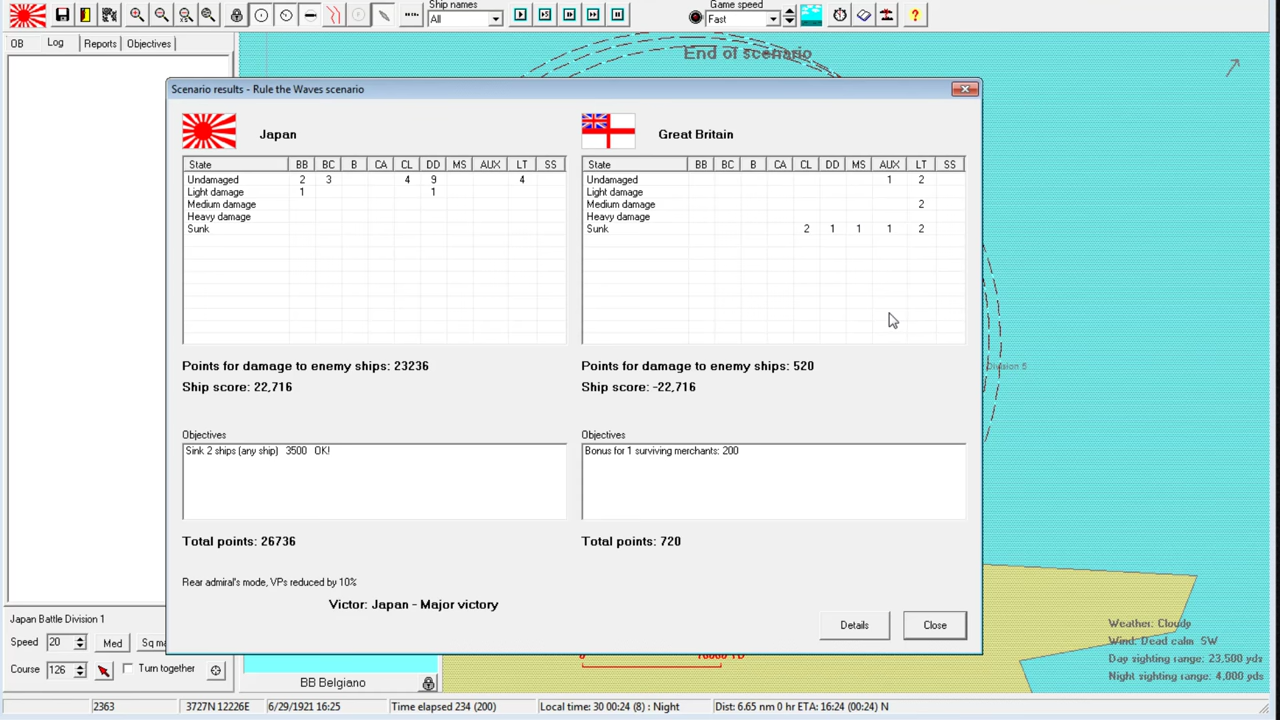 Ship names
Game speed
All
Fast
OB Log Reports Objectives
End of scenario
Scenario results - Rule the Waves scenario
Japan
State BB BC B CA CL DD MS AUX LT SS
Undamaged 2 3 4 9 4
Light damage 1 1
Medium damage
Heavy damage
Sunk
Points for damage to enemy ships: 23236
Ship score: 22,716
Objectives
Sink 2 ships (any ship) 3500 OK!
Total points: 26736
Great Britain
State BB BC B CA CL DD MS AUX LT SS
Undamaged 1 2
Light damage
Medium damage 2
Heavy damage
Sunk 2 1 1 1 2
Points for damage to enemy ships: 520
Ship score: -22,716
Objectives
Bonus for 1 surviving merchants: 200
Total points: 720
Rear admiral's mode, VPs reduced by 10%
Victor: Japan - Major victory
Details Close
Division 5
Japan Battle Division 1
Speed 20 Med Sq ma
Course 126 Turn together
BB Belgiano
Weather: Cloudy
Wind: Dead calm SW
Day sighting range: 23,500 yds
Night sighting range: 4,000 yds
2363 3727N 12226E 6/29/1921 16:25 Time elapsed 234 (200) Local time: 30 00:24 (8) : Night Dist: 6.65 nm 0 hr ETA: 16:24 (00:24) N